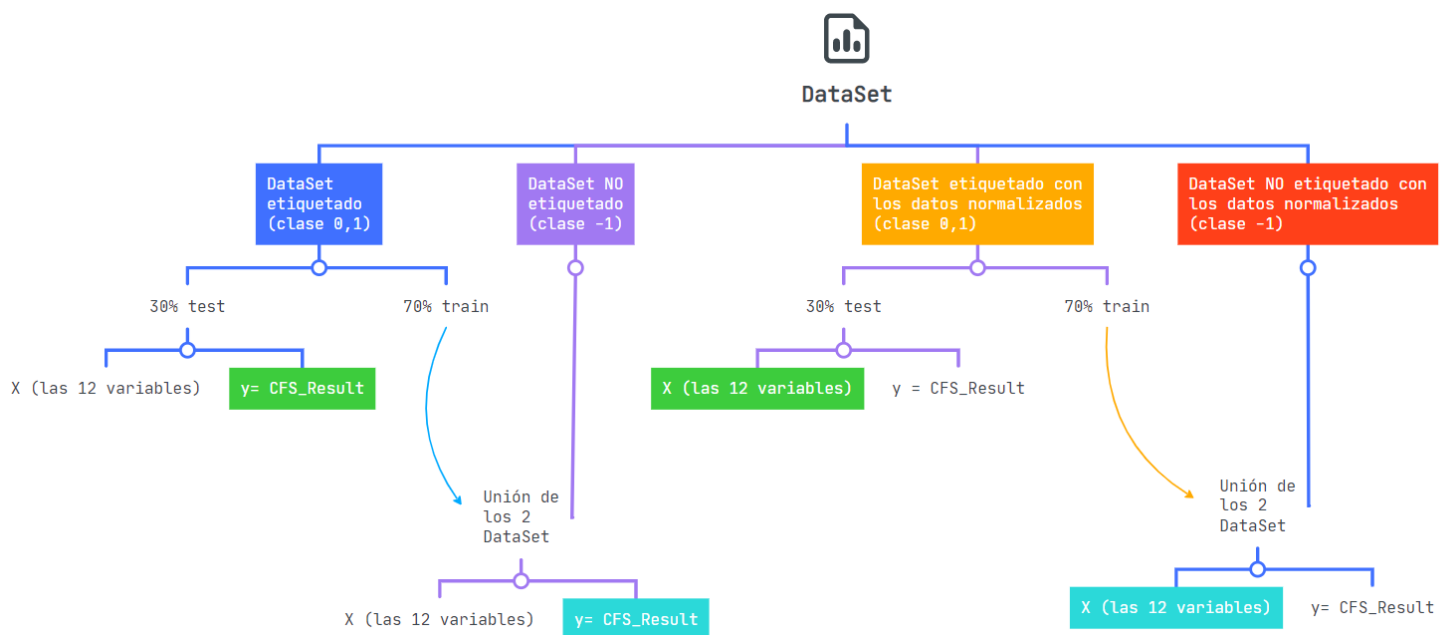 DataSet
DataSet
etiquetado
(clase 0,1)
DataSet NO
etiquetado
(clase -1)
DataSet etiquetado con
los datos normalizados
(clase 0,1)
DataSet NO etiquetado con
los datos normalizados
(clase -1)
30% test
70% train
30% test
70% train
X (las 12 variables)
y= CFS_Result
X (las 12 variables)
y = CFS_Result
Unión de
los 2
DataSet
Unión de
los 2
DataSet
X (las 12 variables)
y= CFS_Result
X (las 12 variables)
y= CFS_Result